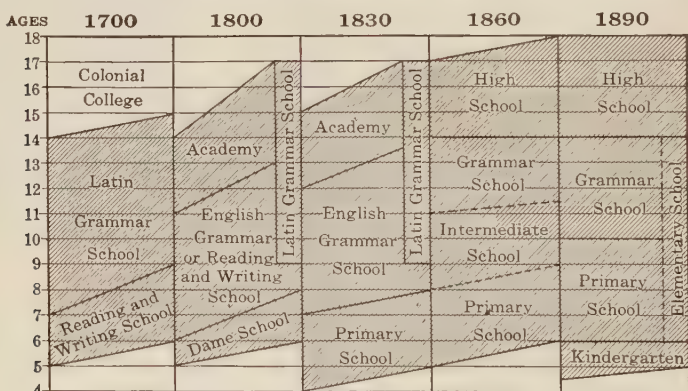 AGES 1700 1800 1830 1860 1890
18
17
16
15
14
13
12
11
10
9
8
7
6
5
4
Colonial
College
Latin
Grammar
School
Reading and
Writing School
Academy
English
Grammar
or Reading
and Writing
School
Dame School
Latin Grammar School
Academy
English
Grammar
School
Primary
School
Latin Grammar School
High
School
Grammar
School
Intermediate
School
Primary
School
High
School
Grammar
School
Primary
School
Kindergarten
Elementary School